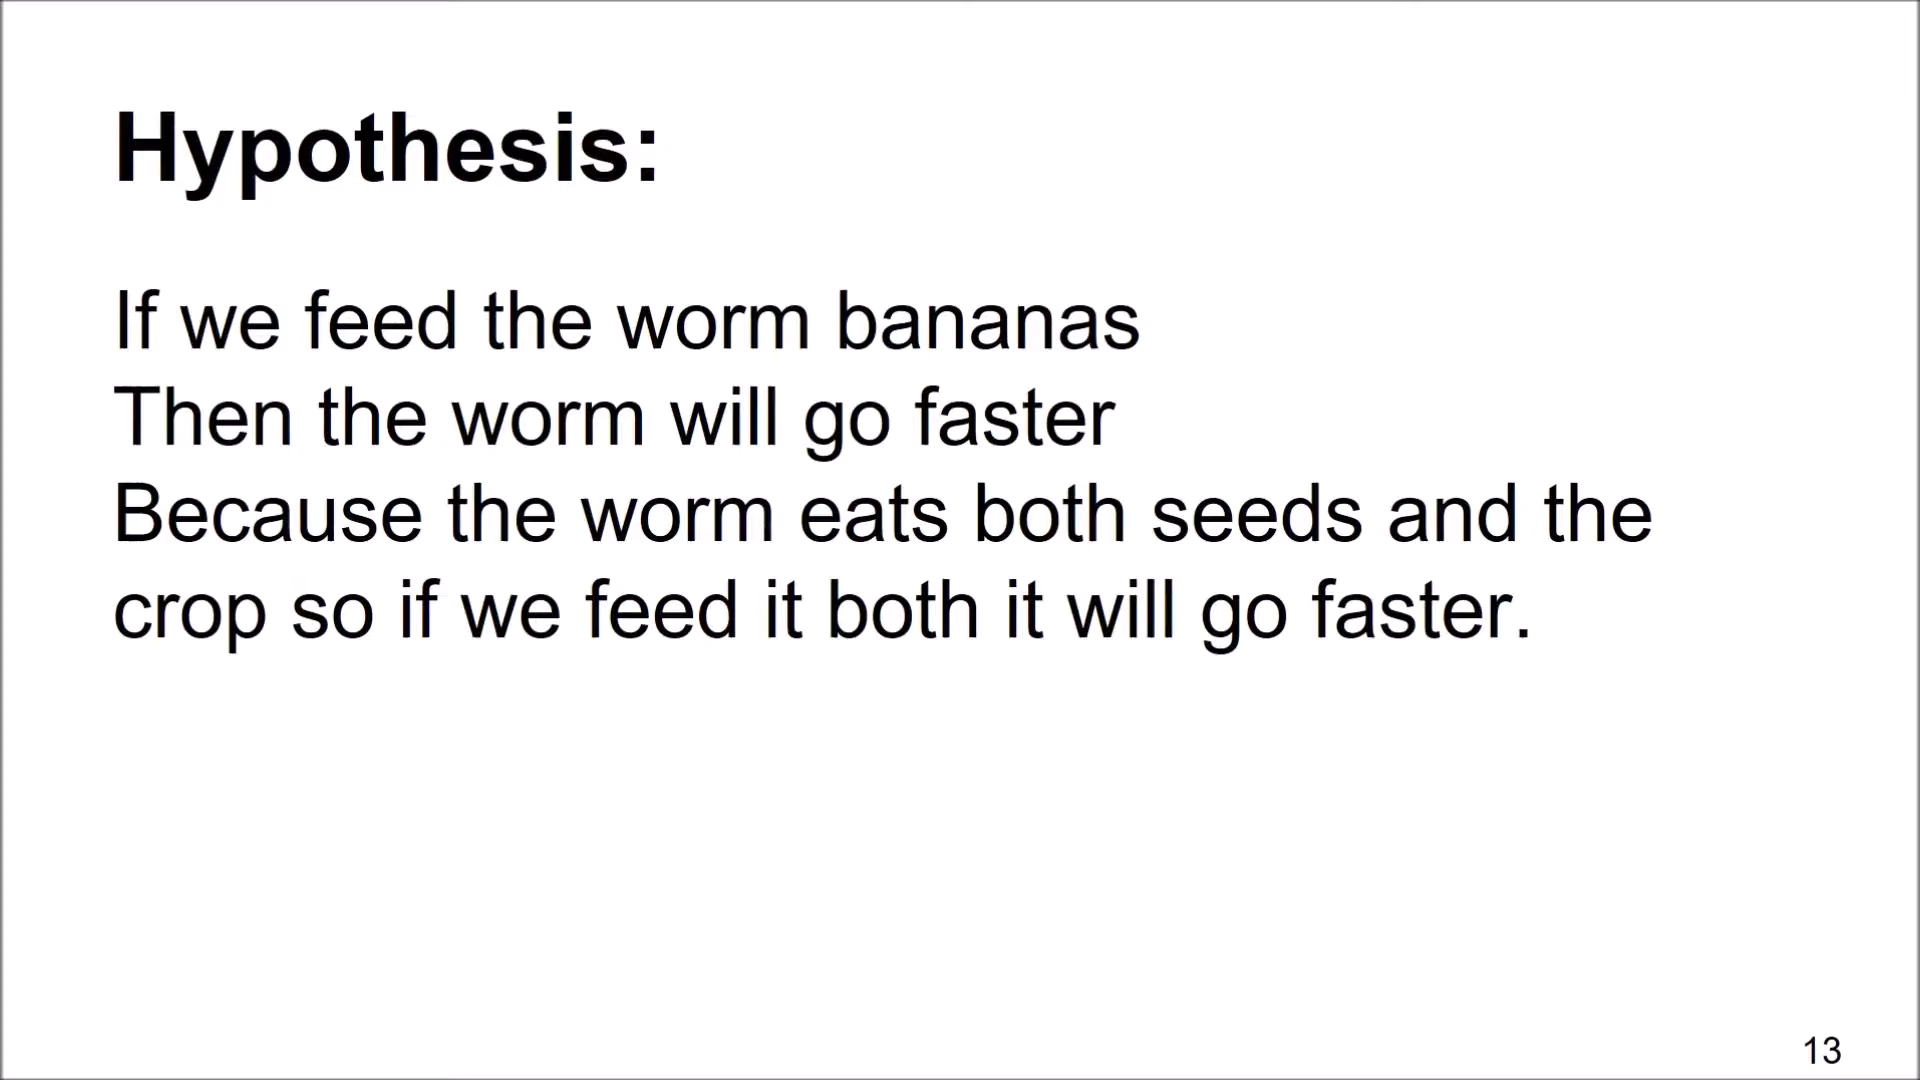 Hypothesis:
If we feed the worm bananas
Then the worm will go faster
Because the worm eats both seeds and the
crop so if we feed it both it will go faster.
13